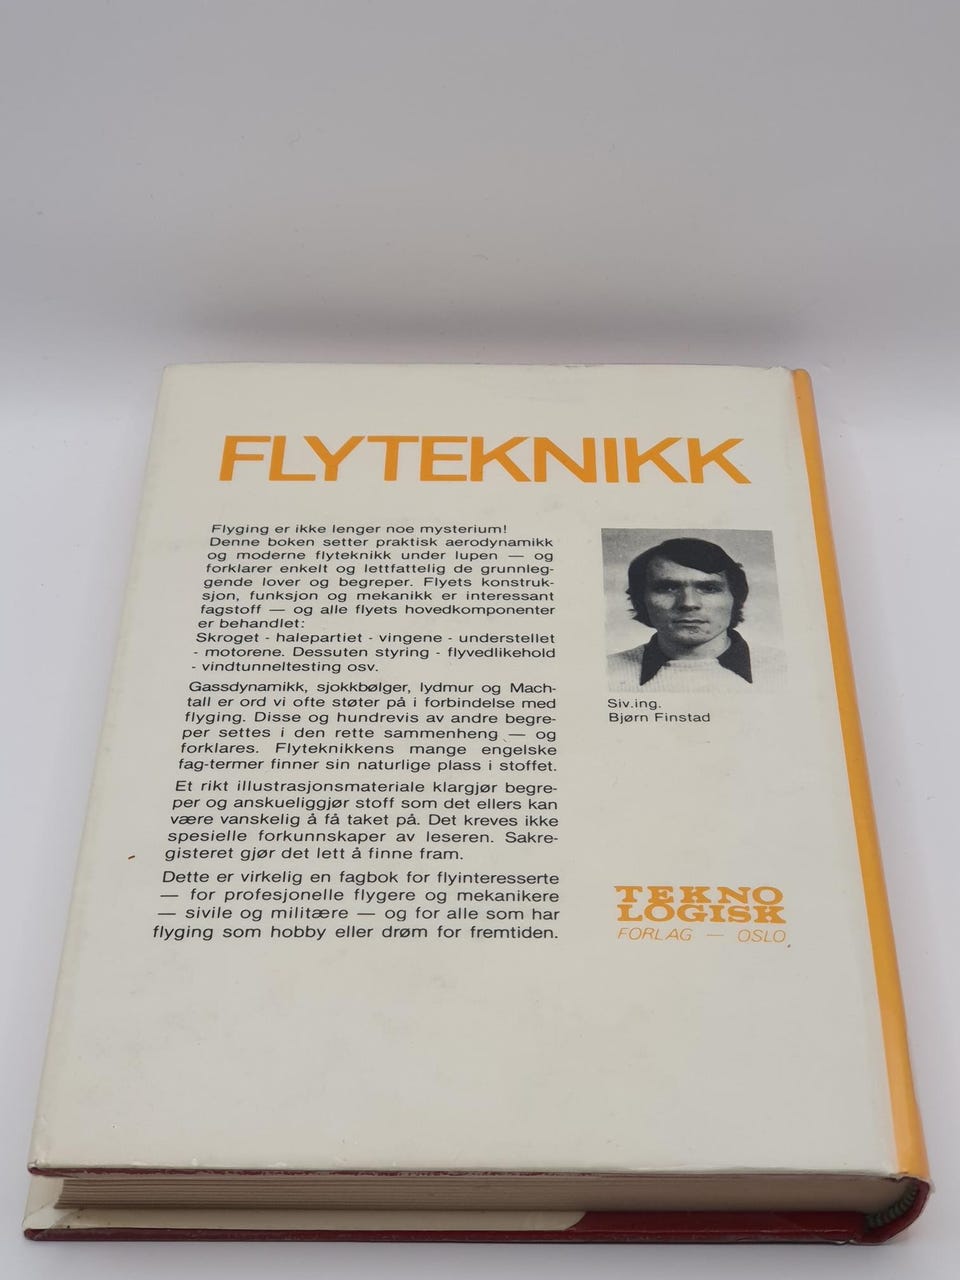 FLYTEKNIKK
Flyging er ikke lenger noe mysterium!
Denne boken setter praktisk aerodynamikk
og moderne flyteknikk under lupen — og
forklarer enkelt og lettfattelig de grunnleg-
gende lover og begreper. Flyets konstruk-
sjon, funksjon og mekanikk er interessant
fagstoff — og alle flyets hovedkomponenter
er behandlet:
Skroget - halepartiet - vingene - understellet
- motorene. Dessuten styring - flyvedlikehold
- vindtunneltesting osv.
Gassdynamikk, sjokkbølger, lydmur og Mach-
tall er ord vi ofte støter på i forbindelse med
flyging. Disse og hundrevis av andre begre-
per settes i den rette sammenheng — og
forklares. Flyteknikkens mange engelske
fag-termer finner sin naturlige plass i stoffet.
Et rikt illustrasjonsmateriale klargjør begre-
per og anskueliggjør stoff som det ellers kan
være vanskelig å få taket på. Det kreves ikke
spesielle forkunnskaper av leseren. Sakre-
gisteret gjør det lett å finne fram.
Dette er virkelig en fagbok for flyinteresserte
— for profesjonelle flygere og mekanikere
— sivile og militære — og for alle som har
flyging som hobby eller drøm for fremtiden.
Siv.ing.
Bjørn Finstad
TEKNO
LOGISK
FORLAG — OSLO